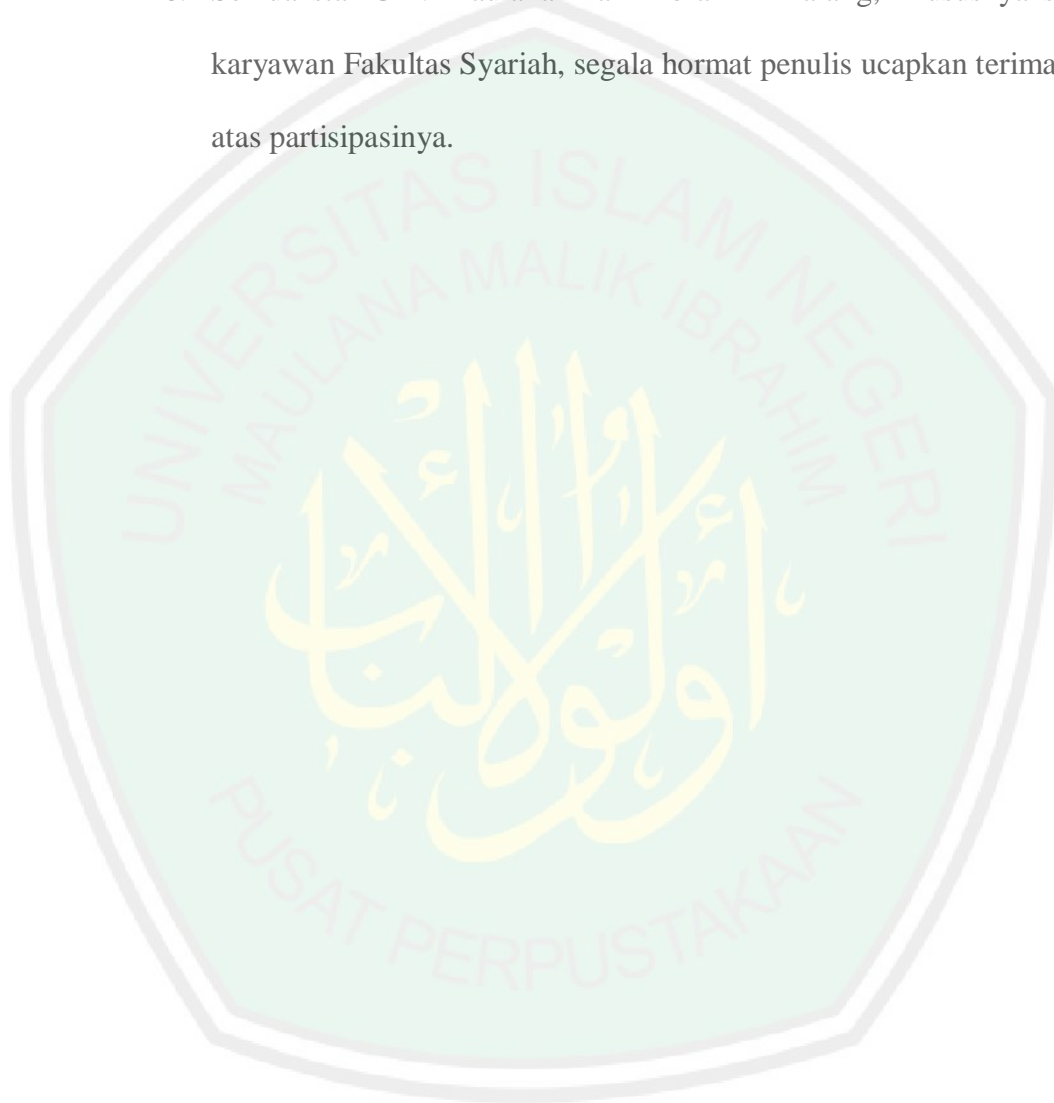 karyawan Fakultas Syariah, segala hormat penulis ucapkan terima
atas partisipasinya.
UNIVERSITAS ISLAM NEGERI
MAULANA MALIK IBRAHIM
أولوا الألباب
PUSAT PERPUSTAKAAN